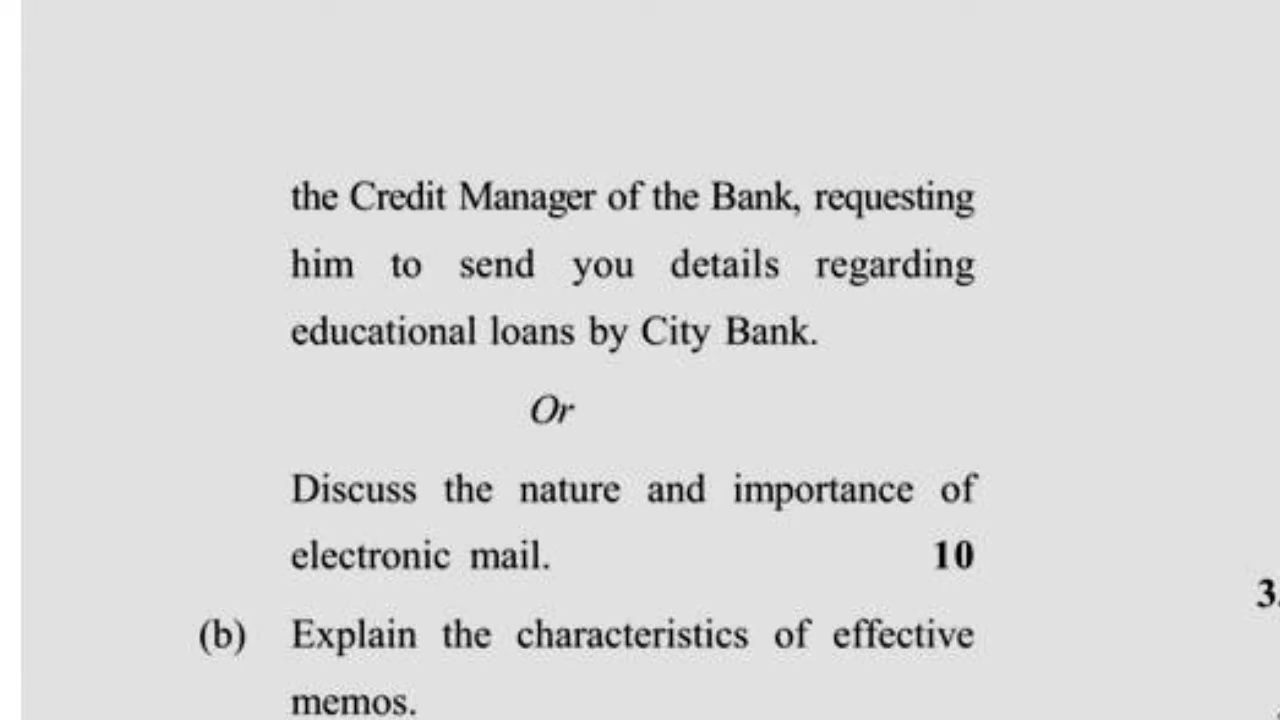 the Credit Manager of the Bank, requesting
him to send you details regarding
educational loans by City Bank.
Or
Discuss the nature and importance of
electronic mail. 10
3.
(b) Explain the characteristics of effective
memos.